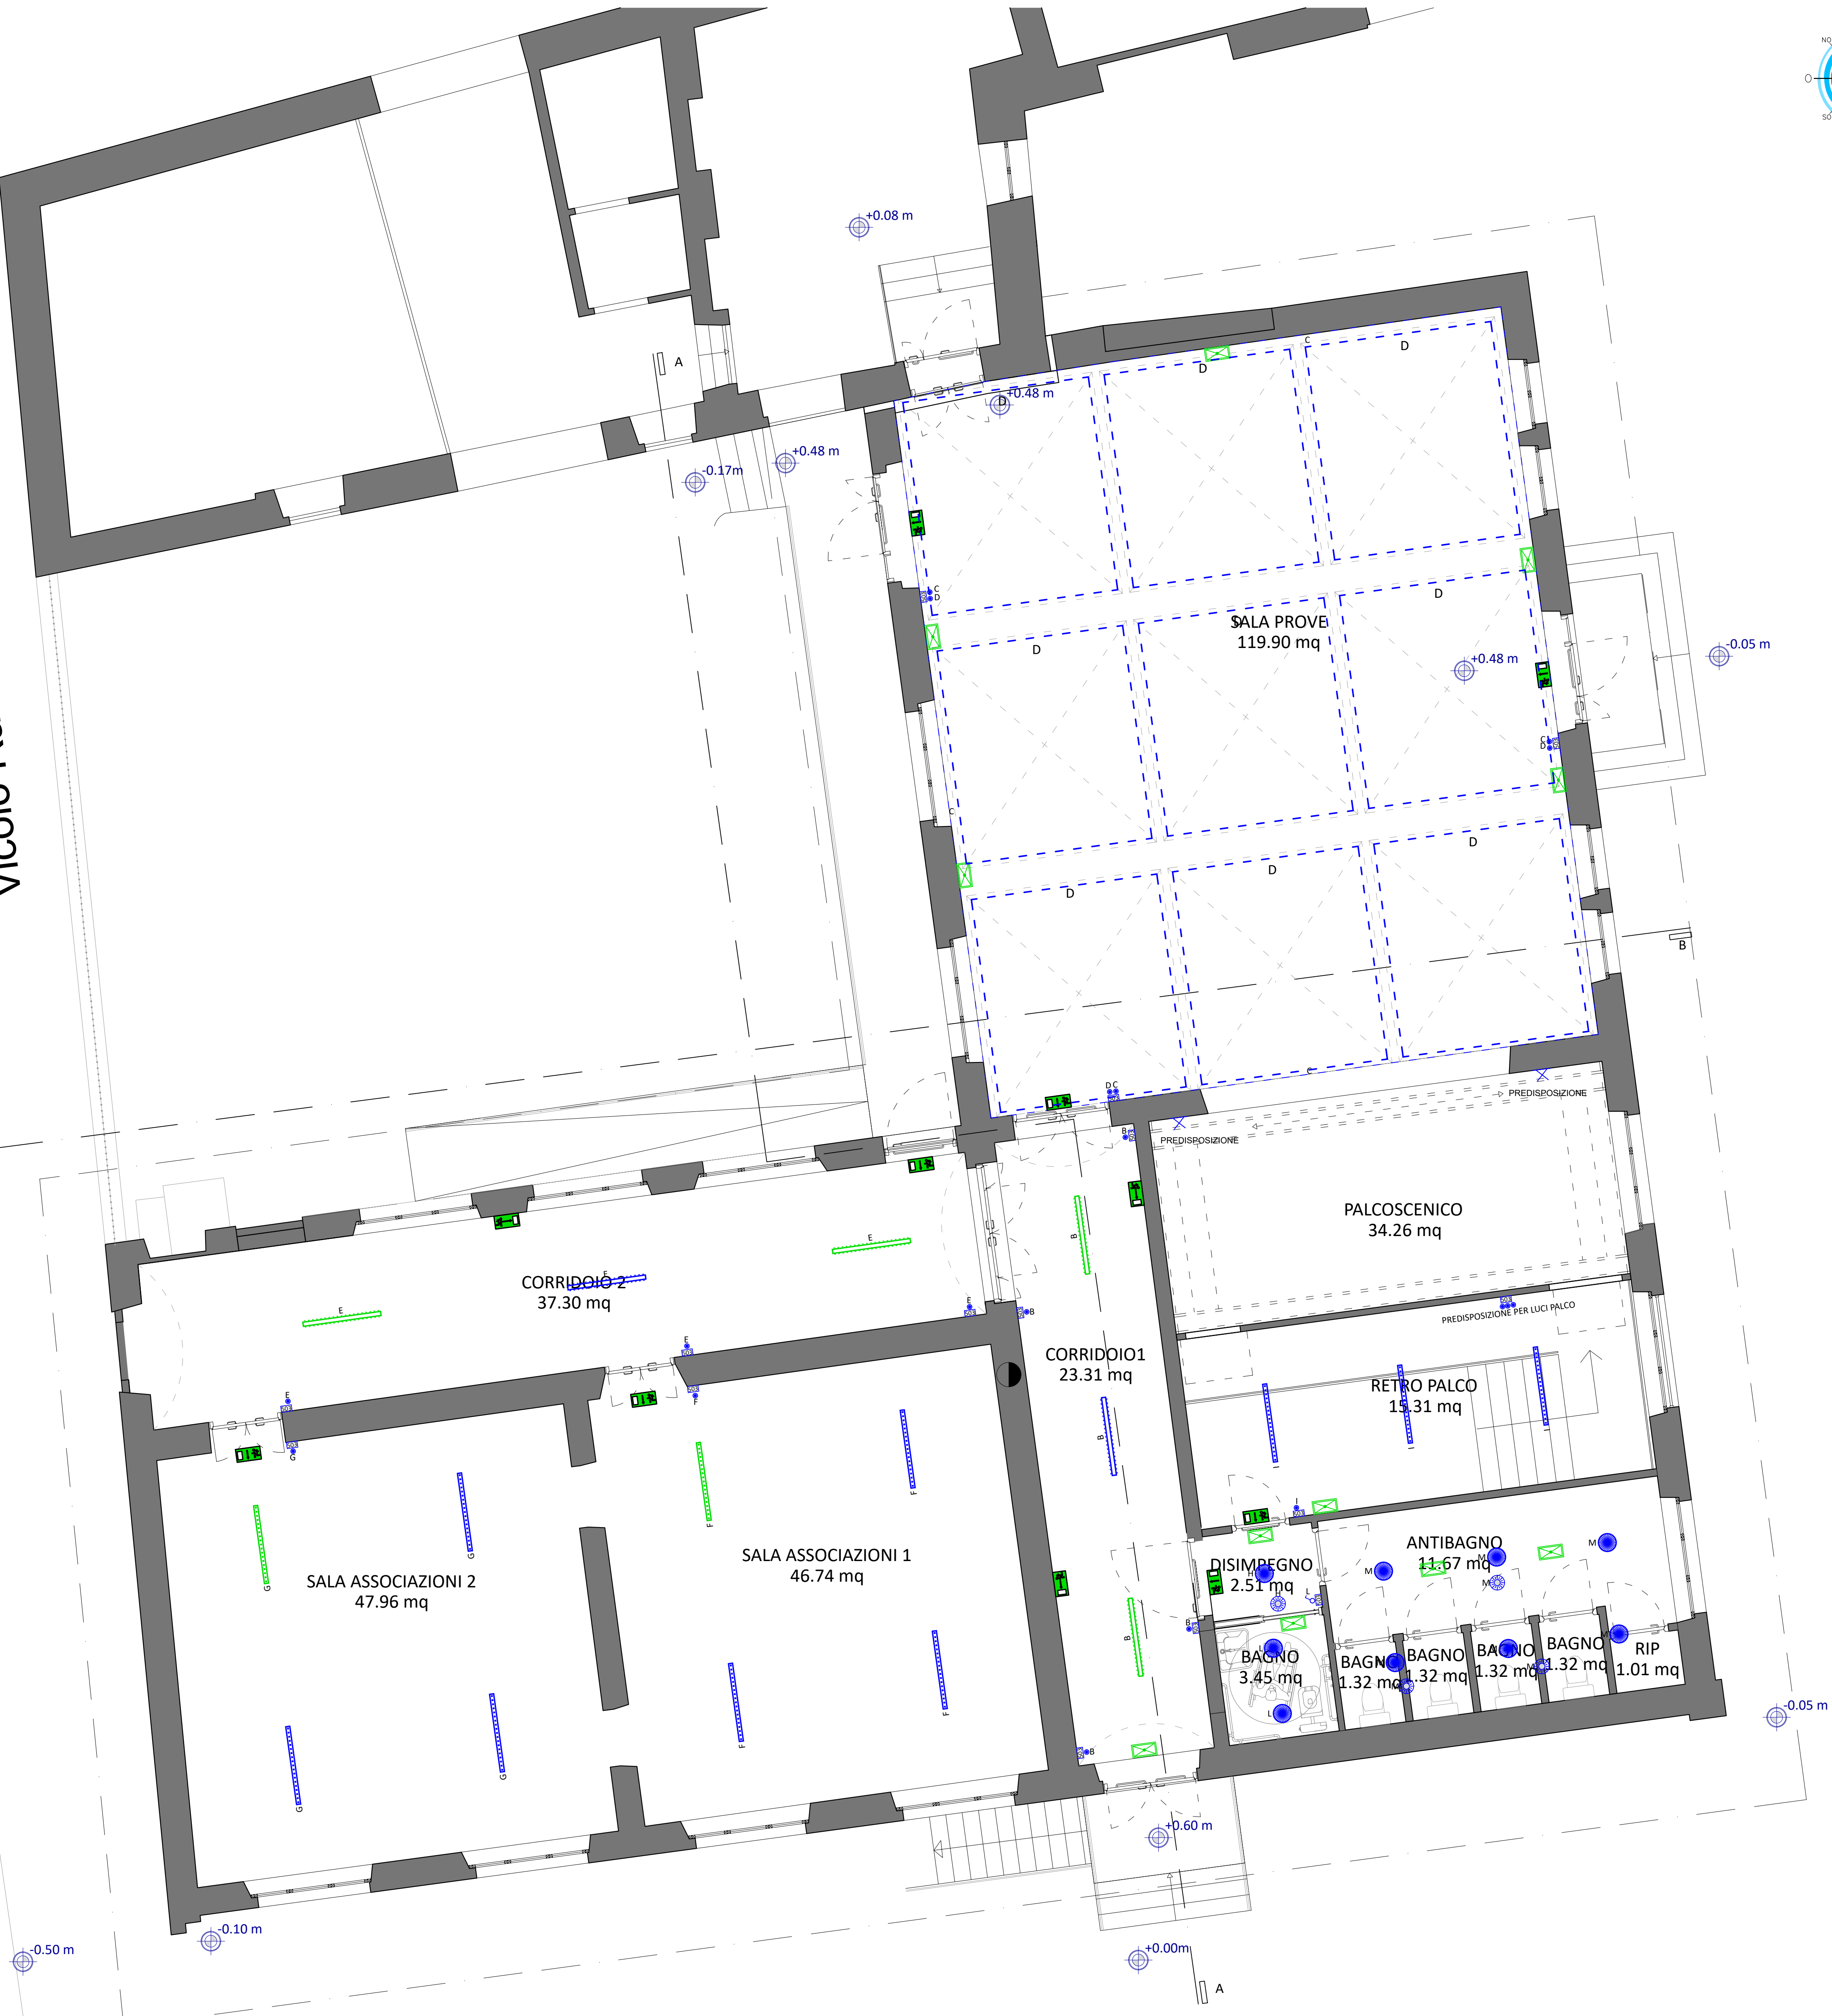 NO
O
SO
+0.08 m
A
C
D
D
+0.48 m
D
+0.48 m
-0.17m
C
D
D
SALA PROVE
D
119.90 mq
D
-0.05 m
+0.48 m
C
D
C
D
D
D
B
C
D C
PREDISPOSIZIONE
B
PREDISPOSIZIONE
PALCOSCENICO
34.26 mq
E
B
E
CORRIDOIO 2
37.30 mq
E
E
B
PREDISPOSIZIONE PER LUCI PALCO
E
CORRIDOIO1
23.31 mq
RETRO PALCO
15.31 mq
E
F
G
B
I
I
I
F
F
G
G
I
SALA ASSOCIAZIONI 1
46.74 mq
SALA ASSOCIAZIONI 2
47.96 mq
DISIMPEGNO
2.51 mq
H
H
L
ANTIBAGNO
11.67 mq
M
M
M
M
B
B
BAGNO
3.45 mq
L
L
BAGNO
1.32 mq
M
BAGNO
1.32 mq
BAGNO
1.32 mq
M
BAGNO
1.32 mq
M
RIP
1.01 mq
F
F
G
G
B
-0.05 m
+0.60 m
-0.10 m
-0.50 m
+0.00m
A